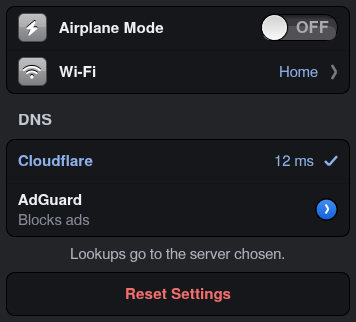 Airplane Mode OFF
Wi-Fi Home
DNS
Cloudflare 12 ms
AdGuard
Blocks ads
Lookups go to the server chosen.
Reset Settings